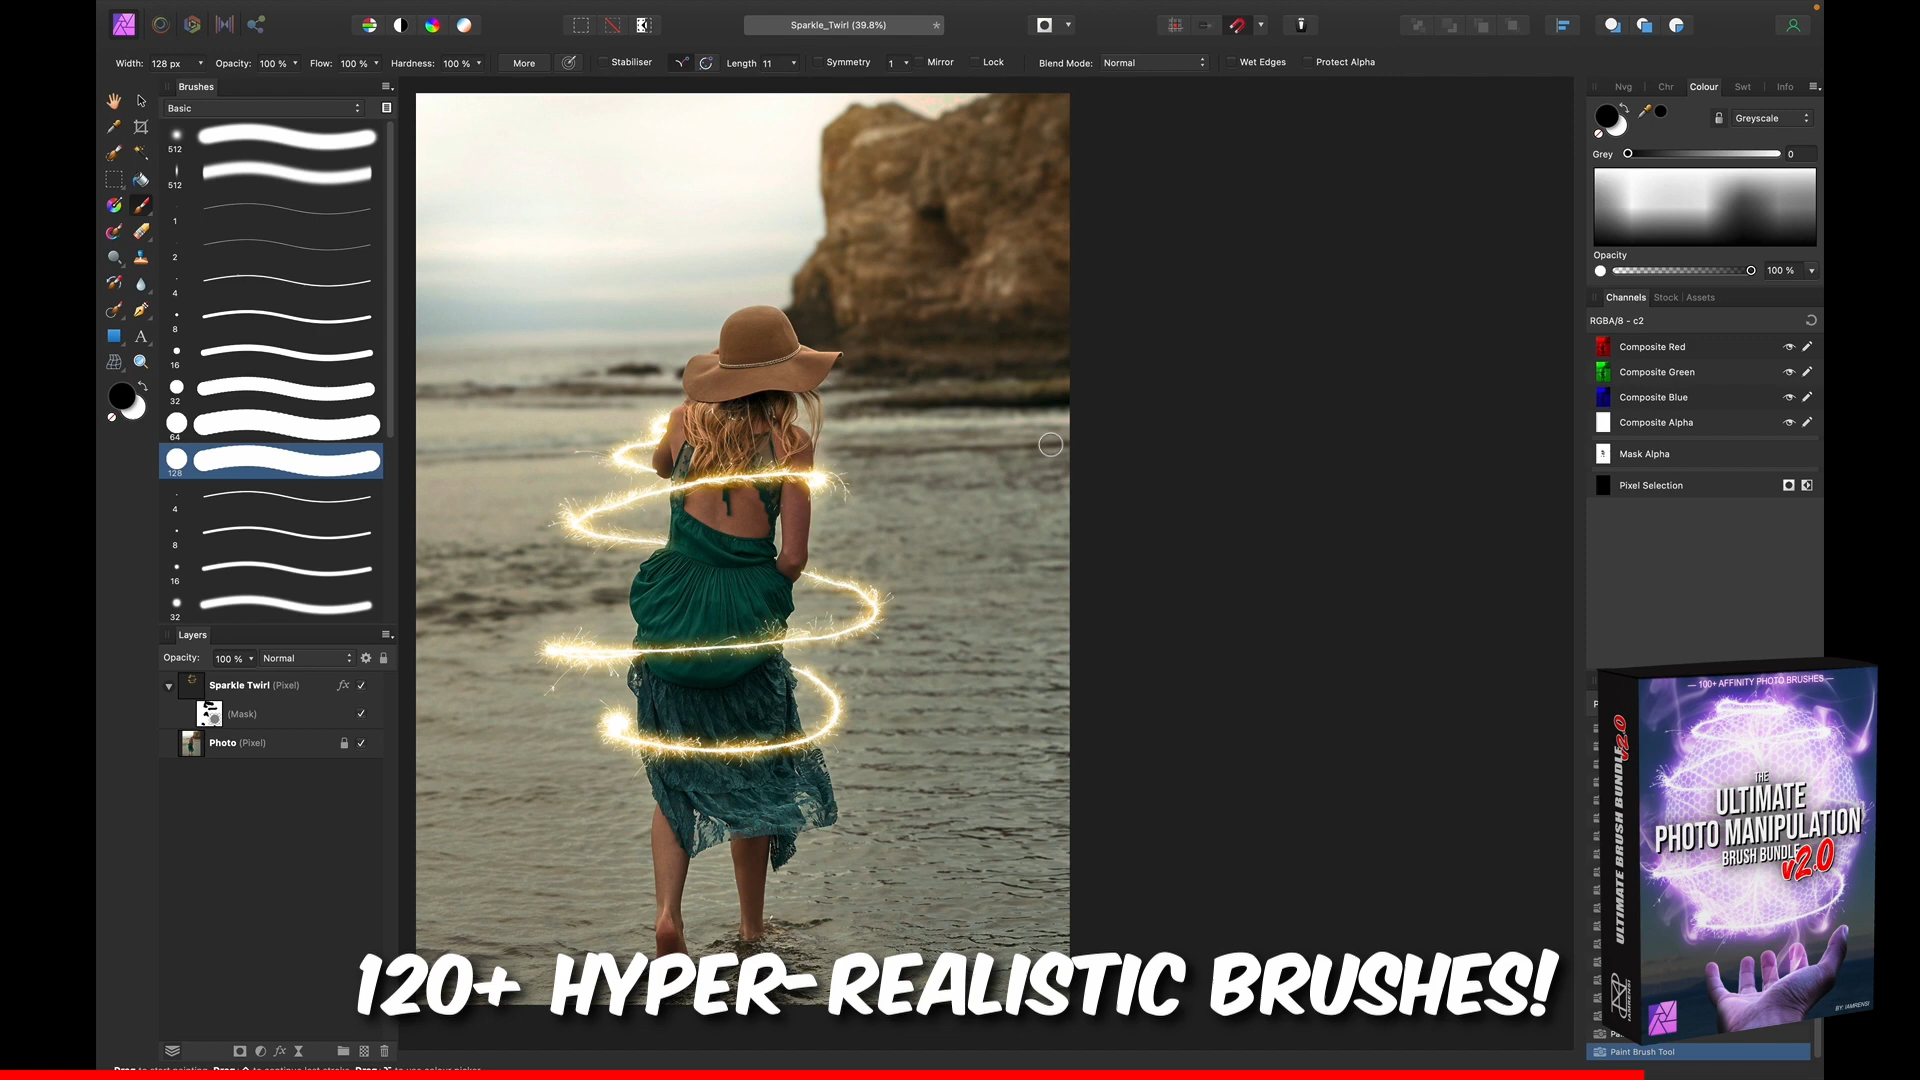 Sparkle_Twirl (39.8%)
Width: 128 px Opacity: 100 % Flow: 100 % Hardness: 100 % More Stabiliser Length 11 Symmetry 1 Mirror Lock Blend Mode: Normal Wet Edges Protect Alpha
Brushes
Basic
512
512
1
2
4
8
16
32
64
128
4
8
16
32
Layers
Opacity: 100 % Normal
Sparkle Twirl (Pixel) fx
(Mask)
Photo (Pixel)
fx
Nvg Chr Colour Swt Info
Greyscale
Grey 0
Opacity
100 %
Channels Stock Assets
RGBA/8 - c2
Composite Red
Composite Green
Composite Blue
Composite Alpha
Mask Alpha
Pixel Selection
— 100+ AFFINITY PHOTO BRUSHES —
THE
ULTIMATE
PHOTO MANIPULATION
BRUSH BUNDLE
v2.0
BY: IAMRENSI
ULTIMATE BRUSH BUNDLE v2.0
IAMRENSI
Paint Brush Tool
120+ HYPER-REALISTIC BRUSHES!